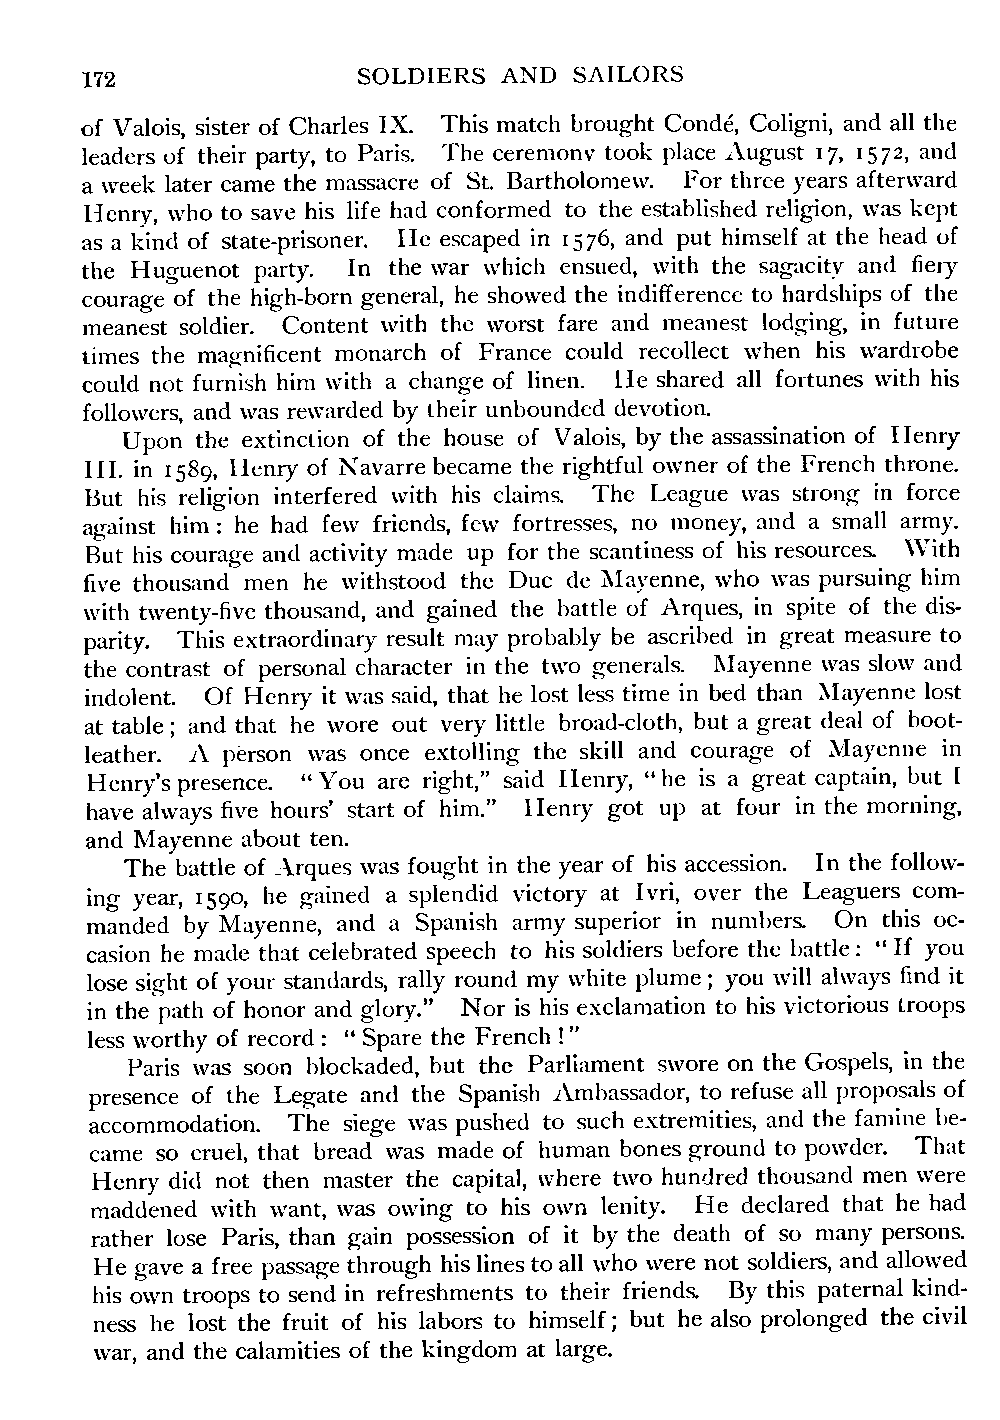 172 SOLDIERS AND SAILORS
of Valois, sister of Charles IX. This match brought Condé, Coligni, and all the
leaders of their party, to Paris. The ceremony took place August 17, 1572, and
a week later came the massacre of St. Bartholomew. For three years afterward
Henry, who to save his life had conformed to the established religion, was kept
as a kind of state-prisoner. He escaped in 1576, and put himself at the head of
the Huguenot party. In the war which ensued, with the sagacity and fiery
courage of the high-born general, he showed the indifference to hardships of the
meanest soldier. Content with the worst fare and meanest lodging, in future
times the magnificent monarch of France could recollect when his wardrobe
could not furnish him with a change of linen. He shared all fortunes with his
followers, and was rewarded by their unbounded devotion.
Upon the extinction of the house of Valois, by the assassination of Henry
III. in 1589, Henry of Navarre became the rightful owner of the French throne.
But his religion interfered with his claims. The League was strong in force
against him: he had few friends, few fortresses, no money, and a small army.
But his courage and activity made up for the scantiness of his resources. With
five thousand men he withstood the Duc de Mayenne, who was pursuing him
with twenty-five thousand, and gained the battle of Arques, in spite of the dis-
parity. This extraordinary result may probably be ascribed in great measure to
the contrast of personal character in the two generals. Mayenne was slow and
indolent. Of Henry it was said, that he lost less time in bed than Mayenne lost
at table; and that he wore out very little broad-cloth, but a great deal of boot-
leather. A person was once extolling the skill and courage of Mayenne in
Henry's presence. "You are right," said Henry, "he is a great captain, but I
have always five hours' start of him." Henry got up at four in the morning,
and Mayenne about ten.
The battle of Arques was fought in the year of his accession. In the follow-
ing year, 1590, he gained a splendid victory at Ivri, over the Leaguers com-
manded by Mayenne, and a Spanish army superior in numbers. On this oc-
casion he made that celebrated speech to his soldiers before the battle: "If you
lose sight of your standards, rally round my white plume; you will always find it
in the path of honor and glory." Nor is his exclamation to his victorious troops
less worthy of record: "Spare the French!"
Paris was soon blockaded, but the Parliament swore on the Gospels, in the
presence of the Legate and the Spanish Ambassador, to refuse all proposals of
accommodation. The siege was pushed to such extremities, and the famine be-
came so cruel, that bread was made of human bones ground to powder. That
Henry did not then master the capital, where two hundred thousand men were
maddened with want, was owing to his own lenity. He declared that he had
rather lose Paris, than gain possession of it by the death of so many persons.
He gave a free passage through his lines to all who were not soldiers, and allowed
his own troops to send in refreshments to their friends. By this paternal kind-
ness he lost the fruit of his labors to himself; but he also prolonged the civil
war, and the calamities of the kingdom at large.